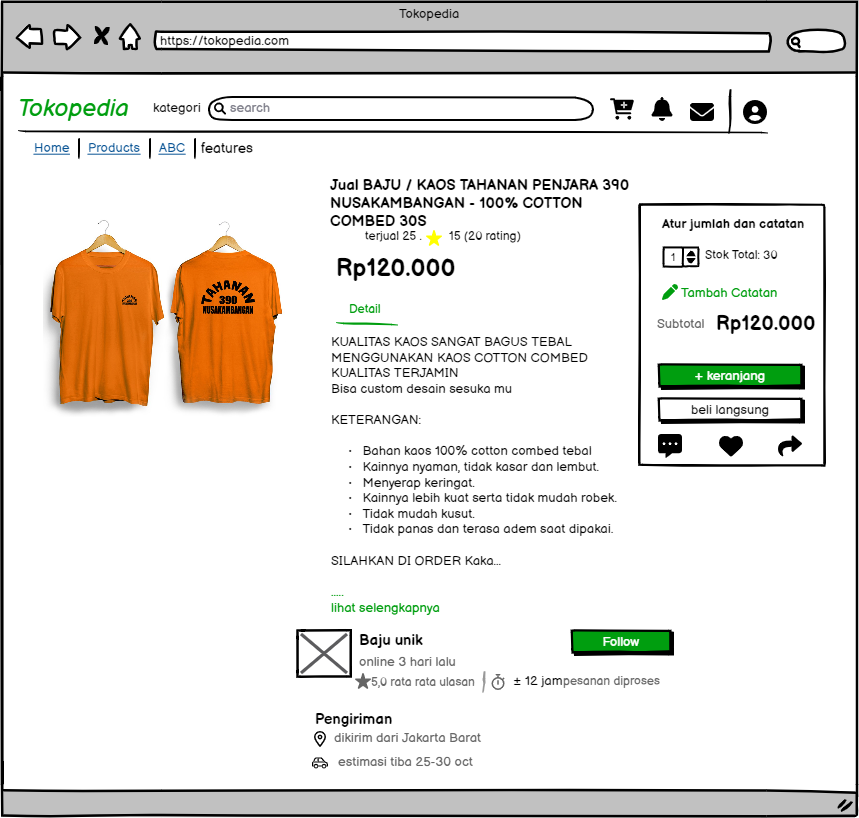 Tokopedia
https://tokopedia.com
Tokopedia
kategori
search
Home
Products
ABC
features
Jual BAJU / KAOS TAHANAN PENJARA 390
NUSAKAMBANGAN - 100% COTTON
COMBED 30S
terjual 25 . 15 (20 rating)
Rp120.000
Detail
KUALITAS KAOS SANGAT BAGUS TEBAL
MENGGUNAKAN KAOS COTTON COMBED
KUALITAS TERJAMIN
Bisa custom desain sesuka mu
KETERANGAN:
• Bahan kaos 100% cotton combed tebal
• Kainnya nyaman, tidak kasar dan lembut.
• Menyerap keringat.
• Kainnya lebih kuat serta tidak mudah robek.
• Tidak mudah kusut.
• Tidak panas dan terasa adem saat dipakai.
SILAHKAN DI ORDER Kaka...
.....
lihat selengkapnya
TAHANAN
390
NUSAKAMBANGAN
Atur jumlah dan catatan
1
Stok Total: 30
Tambah Catatan
Subtotal Rp120.000
+ keranjang
beli langsung
Baju unik
Follow
online 3 hari lalu
5,0 rata rata ulasan
± 12 jampesanan diproses
Pengiriman
dikirim dari Jakarta Barat
estimasi tiba 25-30 oct